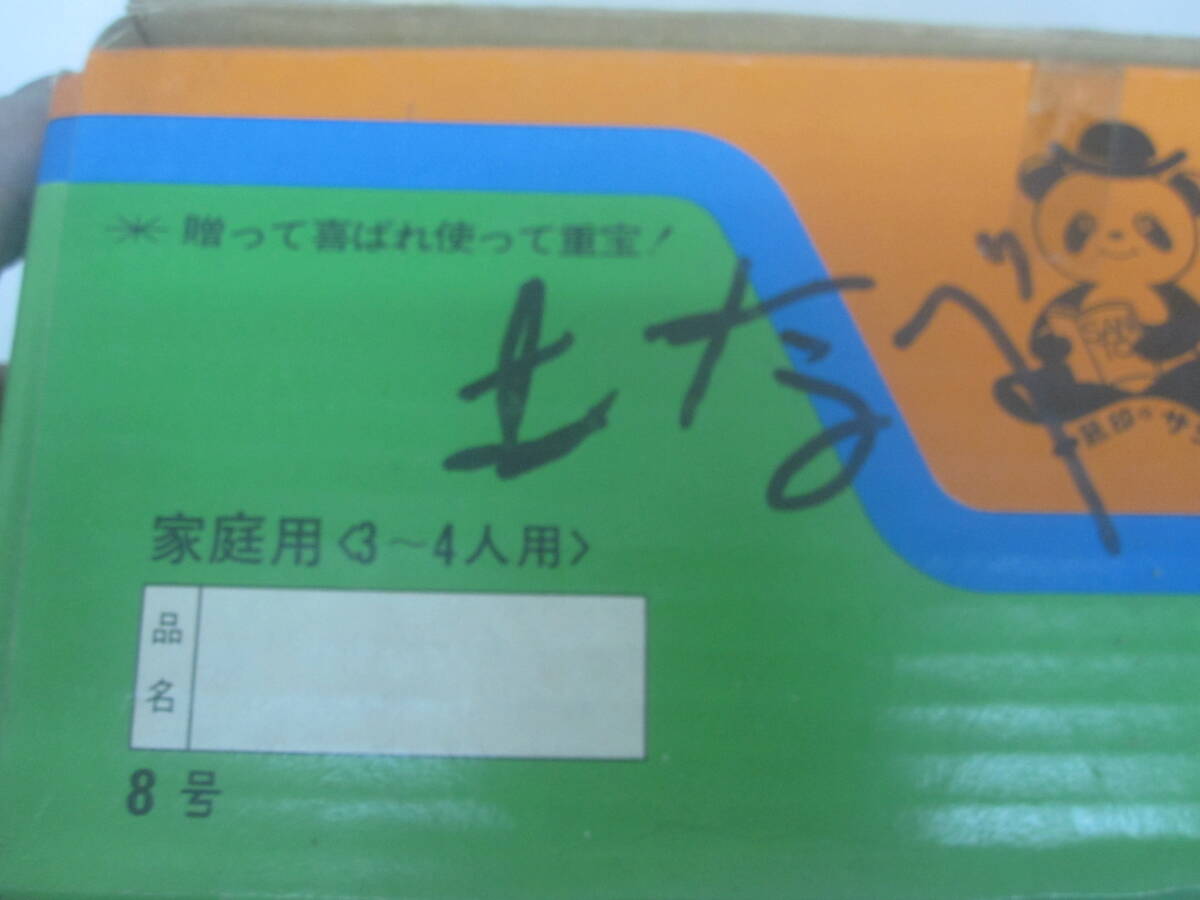 贈って喜ばれ使って重宝!
土なべ
家庭用<3~4人用>
品名
8号